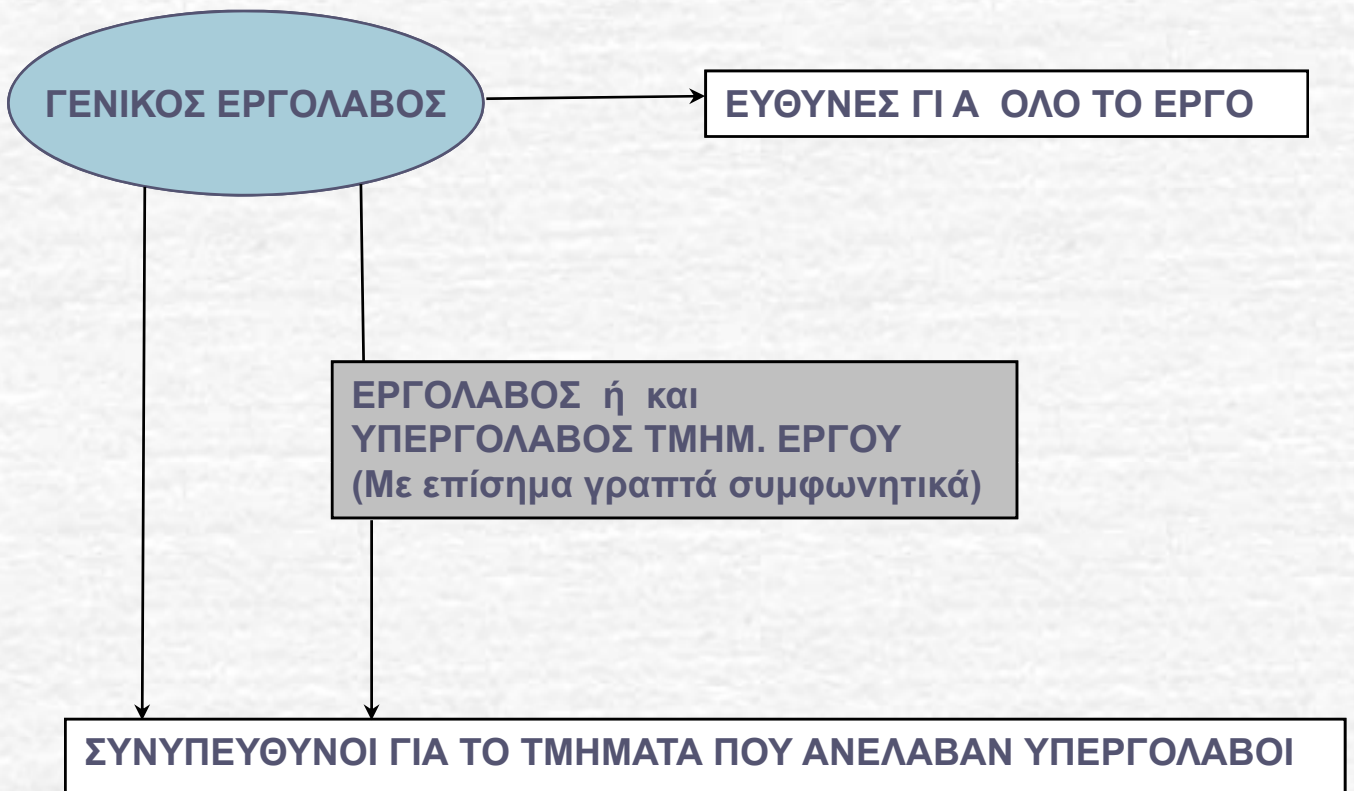 ΓΕΝΙΚΟΣ ΕΡΓΟΛΑΒΟΣ
ΕΥΘΥΝΕΣ ΓΙ Α ΟΛΟ ΤΟ ΕΡΓΟ
ΕΡΓΟΛΑΒΟΣ ή και
ΥΠΕΡΓΟΛΑΒΟΣ ΤΜΗΜ. ΕΡΓΟΥ
(Με επίσημα γραπτά συμφωνητικά)
ΣΥΝΥΠΕΥΘΥΝΟΙ ΓΙΑ ΤΟ ΤΜΗΜΑΤΑ ΠΟΥ ΑΝΕΛΑΒΑΝ ΥΠΕΡΓΟΛΑΒΟΙ